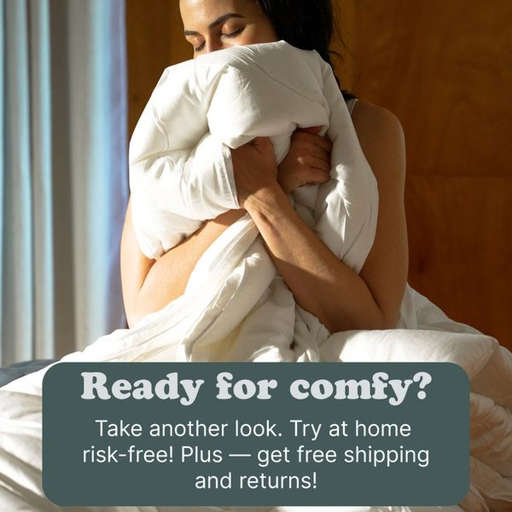 Ready for comfy?
Take another look. Try at home
risk-free! Plus — get free shipping
and returns!